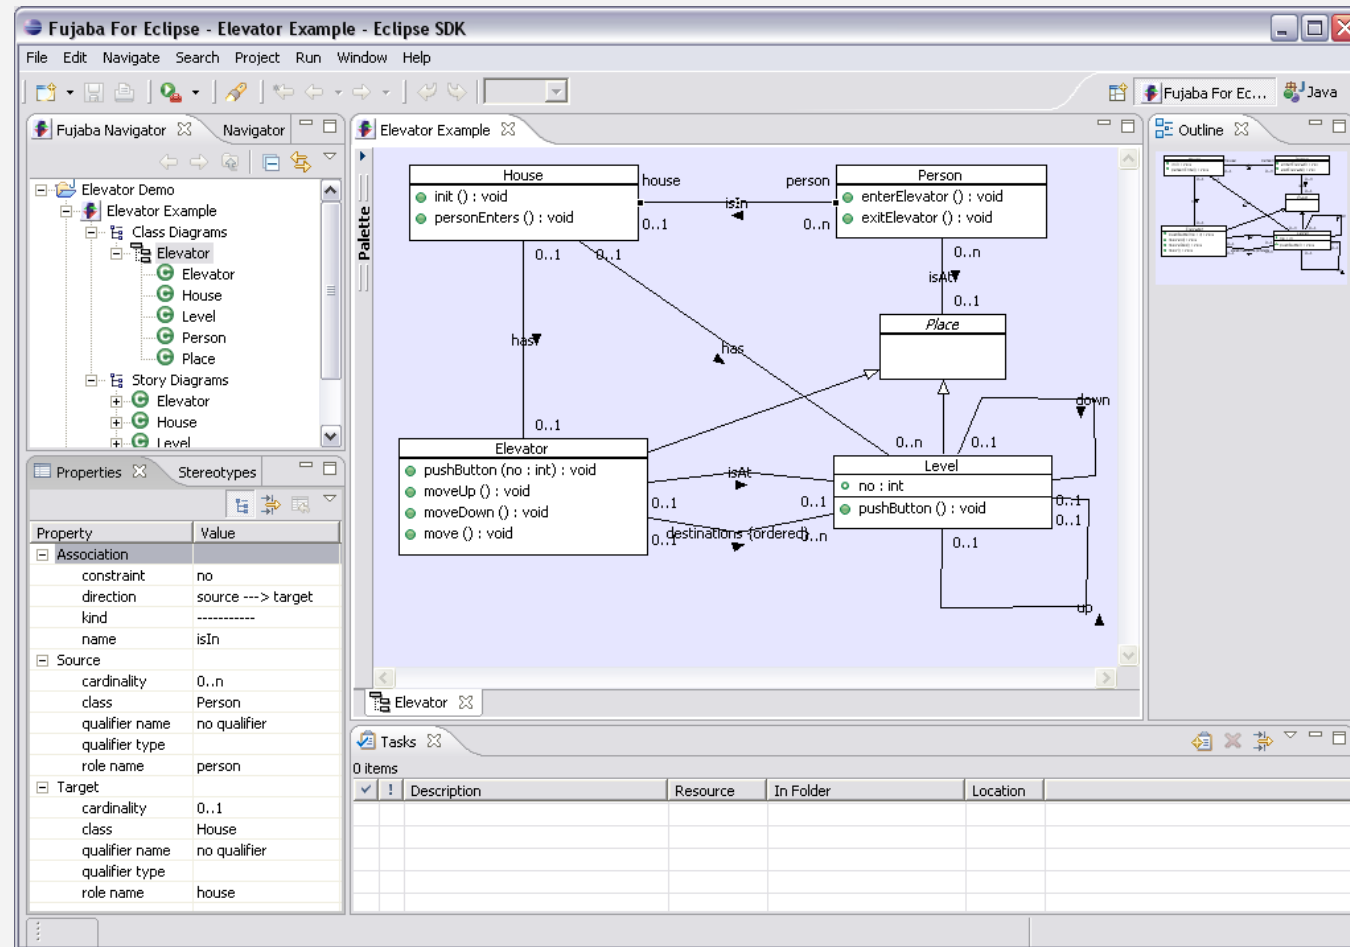 Fujaba For Eclipse - Elevator Example - Eclipse SDK
File Edit Navigate Search Project Run Window Help
Fujaba For Ec... Java
Fujaba Navigator Navigator
Elevator Demo
Elevator Example
Class Diagrams
Elevator
Elevator
House
Level
Person
Place
Story Diagrams
Elevator
House
Level
Properties Stereotypes
Property Value
Association
constraint no
direction source ---> target
kind -----------
name isIn
Source
cardinality 0..n
class Person
qualifier name no qualifier
qualifier type
role name person
Target
cardinality 0..1
class House
qualifier name no qualifier
qualifier type
role name house
Elevator Example
Palette
House
init () : void
personEnters () : void
house
0..1
isIn
person
0..n
Person
enterElevator () : void
exitElevator () : void
0..1
0..1
0..n
isAt
0..1
Place
has
has
0..1
0..n
0..1
down
Elevator
pushButton (no : int) : void
moveUp () : void
moveDown () : void
move () : void
isAt
0..1
0..1
destinations {ordered}
0..1
0..n
Level
no : int
pushButton () : void
0..1
0..1
0..1
up
Elevator
Outline
Tasks
0 items
! Description Resource In Folder Location